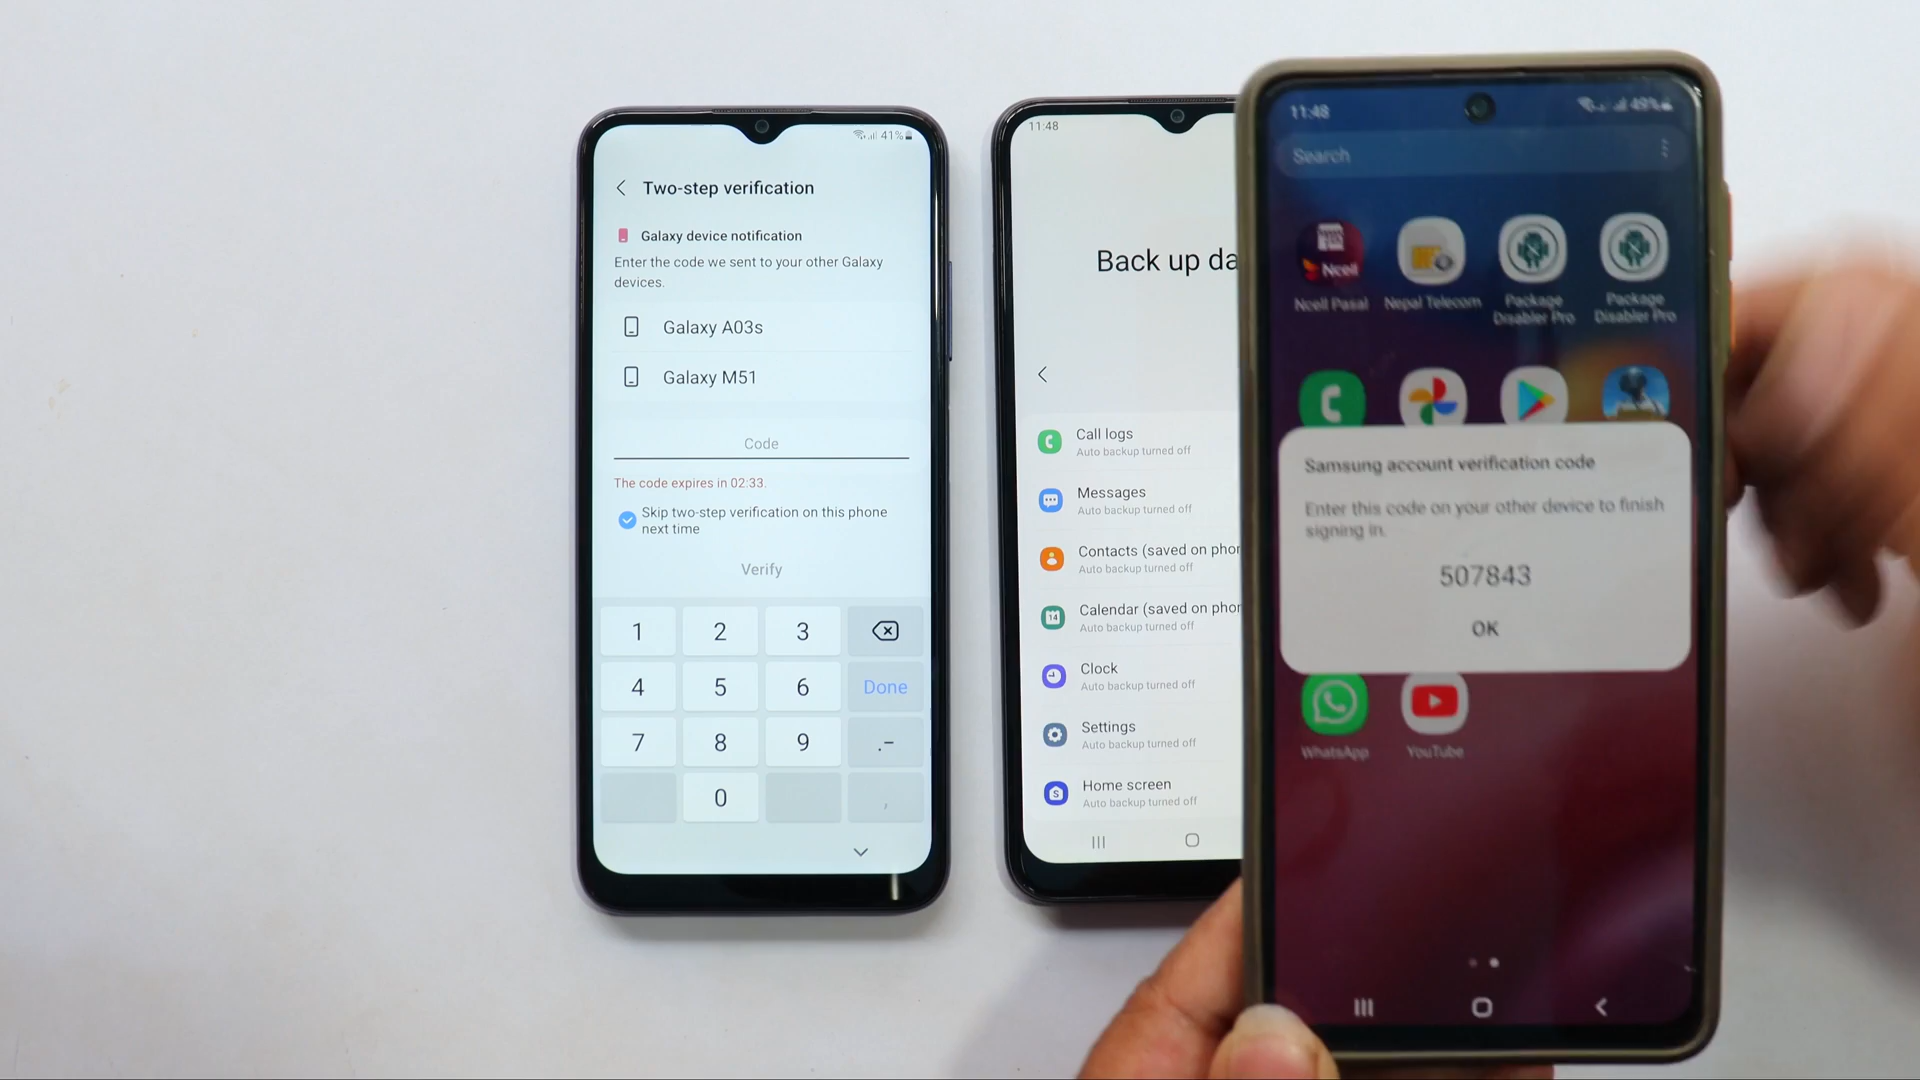 41%
Two-step verification
Galaxy device notification
Enter the code we sent to your other Galaxy
devices.
Galaxy A03s
Galaxy M51
Code
The code expires in 02:33.
Skip two-step verification on this phone
next time
Verify
1 2 3
4 5 6 Done
7 8 9 .-
0 ,
11:48
Back up da
Call logs
Auto backup turned off
Messages
Auto backup turned off
Contacts (saved on phon
Auto backup turned off
14
Calendar (saved on phon
Auto backup turned off
Clock
Auto backup turned off
Settings
Auto backup turned off
Home screen
Auto backup turned off
11:48
49%
Search
Ncell
Ncell Pasal
Nepal Telecom
Package
Disabler Pro
Package
Disabler Pro
Samsung account verification code
Enter this code on your other device to finish
signing in.
507843
OK
WhatsApp
YouTube